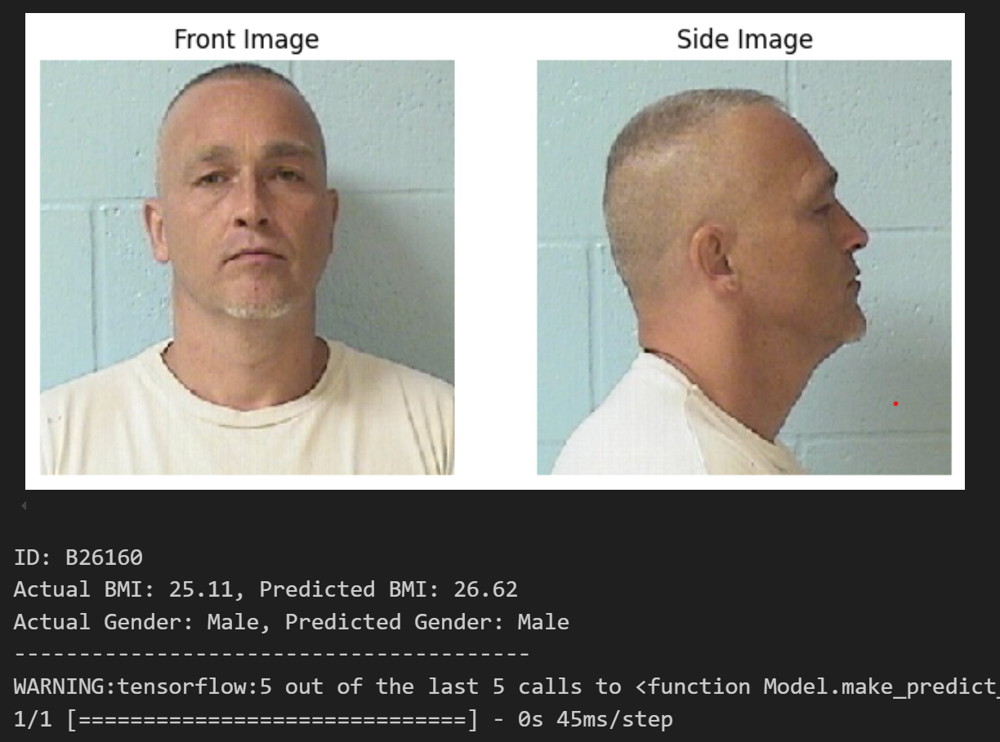 Front Image
Side Image
ID: B26160
Actual BMI: 25.11, Predicted BMI: 26.62
Actual Gender: Male, Predicted Gender: Male
----------------------------------------
WARNING:tensorflow:5 out of the last 5 calls to <function Model.make_predict_
1/1 [==============================] - 0s 45ms/step